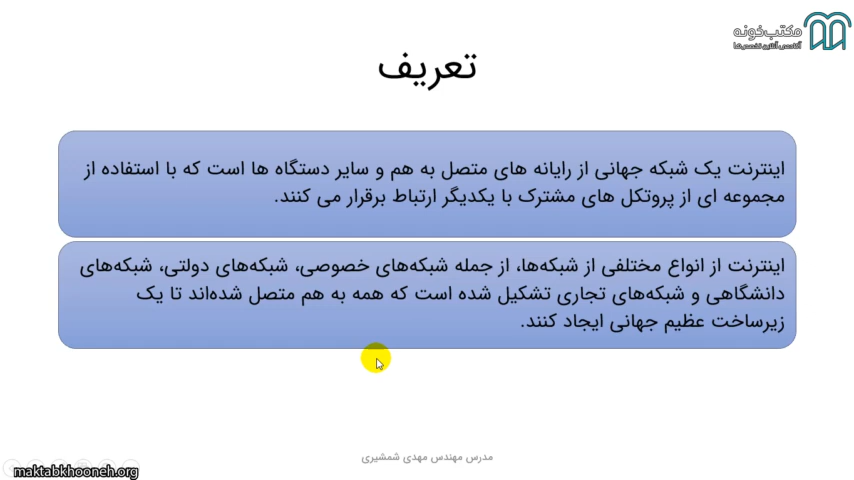 مکتب‌خونه
آکادمی آنلاین تخصص‌ها
تعریف
اینترنت یک شبکه جهانی از رایانه های متصل به هم و سایر دستگاه ها است که با استفاده از
مجموعه ای از پروتکل های مشترک با یکدیگر ارتباط برقرار می کنند.
اینترنت از انواع مختلفی از شبکه‌ها، از جمله شبکه‌های خصوصی، شبکه‌های دولتی، شبکه‌های
دانشگاهی و شبکه‌های تجاری تشکیل شده است که همه به هم متصل شده‌اند تا یک
زیرساخت عظیم جهانی ایجاد کنند.
مدرس مهندس مهدی شمشیری
maktabkhooneh.org